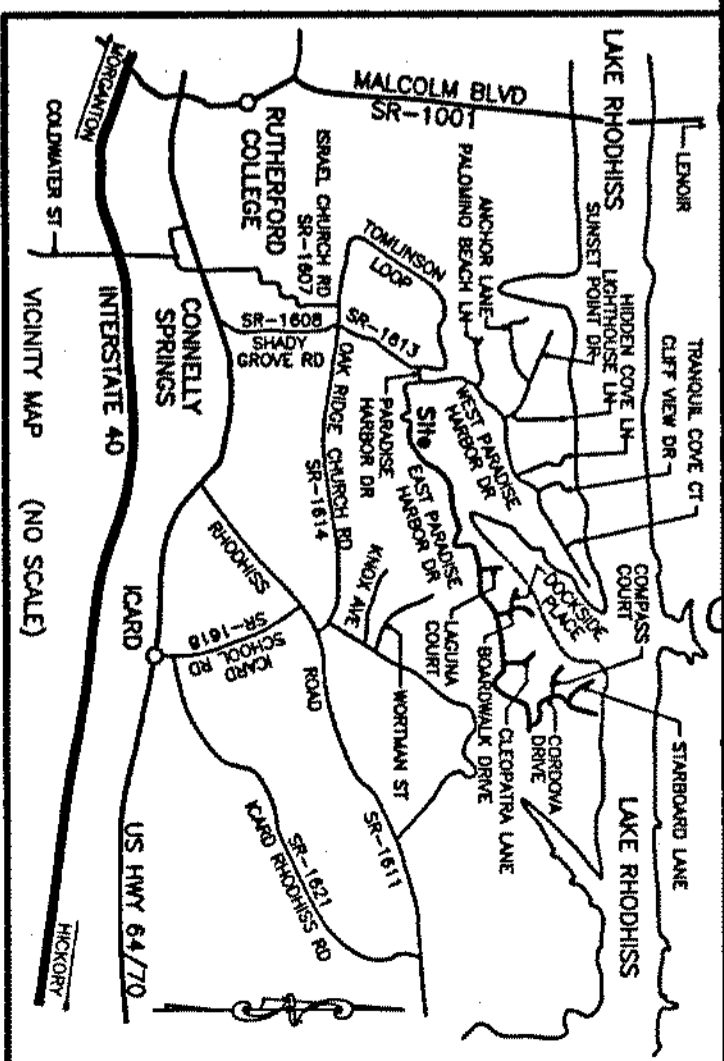 LENOIR
LAKE RHODHISS
MALCOLM BLVD
SR-1001
SUNSET POINT DR
LIGHTHOUSE LN
HIDDEN COVE LN
CLIFF VIEW DR
TRANQUIL COVE CT
ANCHOR LANE
PALOMINO BEACH LN
WEST PARADISE
HARBOR DR
COMPASS
COURT
STARBOARD LANE
LAKE RHODHISS
DOCKSIDE
PLACE
CORDOVA
DRIVE
CLEOPATRA LANE
BOARDWALK DRIVE
LAGUNA
COURT
Site
EAST PARADISE
HARBOR DR
PARADISE
HARBOR DR
TOMLINSON
LOOP
ISRAEL CHURCH RD
SR-1607
SR-1613
RUTHERFORD
COLLEGE
SR-1608
SHADY
GROVE RD
OAK RIDGE CHURCH RD
SR-1614
KNOX AVE
WORTMAN ST
RHODHISS
ROAD
SR-1611
SR-1618
ICARD
SCHOOL RD
SR-1621
ICARD RHODHISS RD
CONNELLY
SPRINGS
ICARD
US HWY 64/70
INTERSTATE 40
MORGANTON
HICKORY
COLDWATER ST
VICINITY MAP (NO SCALE)